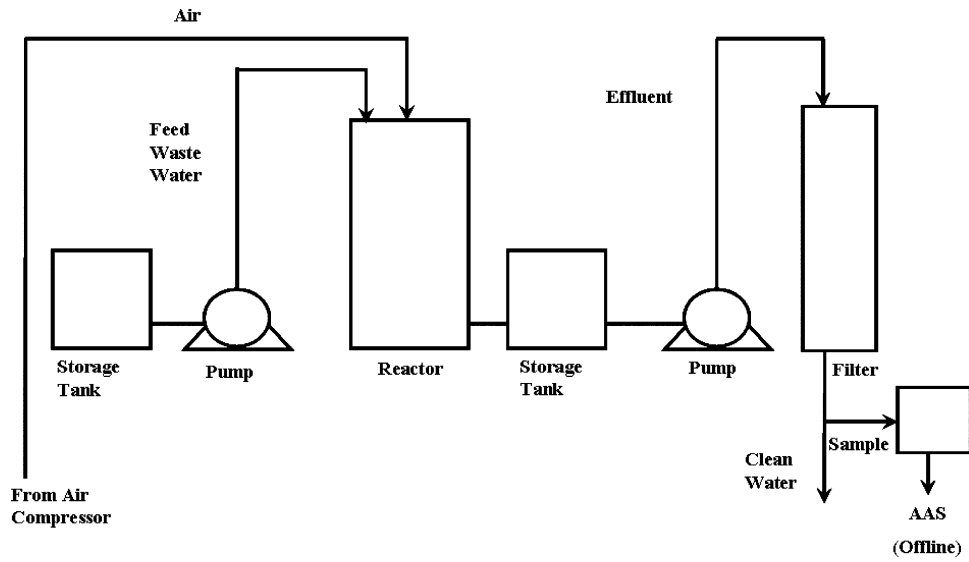 Air
Effluent
Feed
Waste
Water
Storage
Tank
Pump
Reactor
Storage
Tank
Pump
Filter
Sample
Clean
Water
From Air
Compressor
AAS
(Offline)